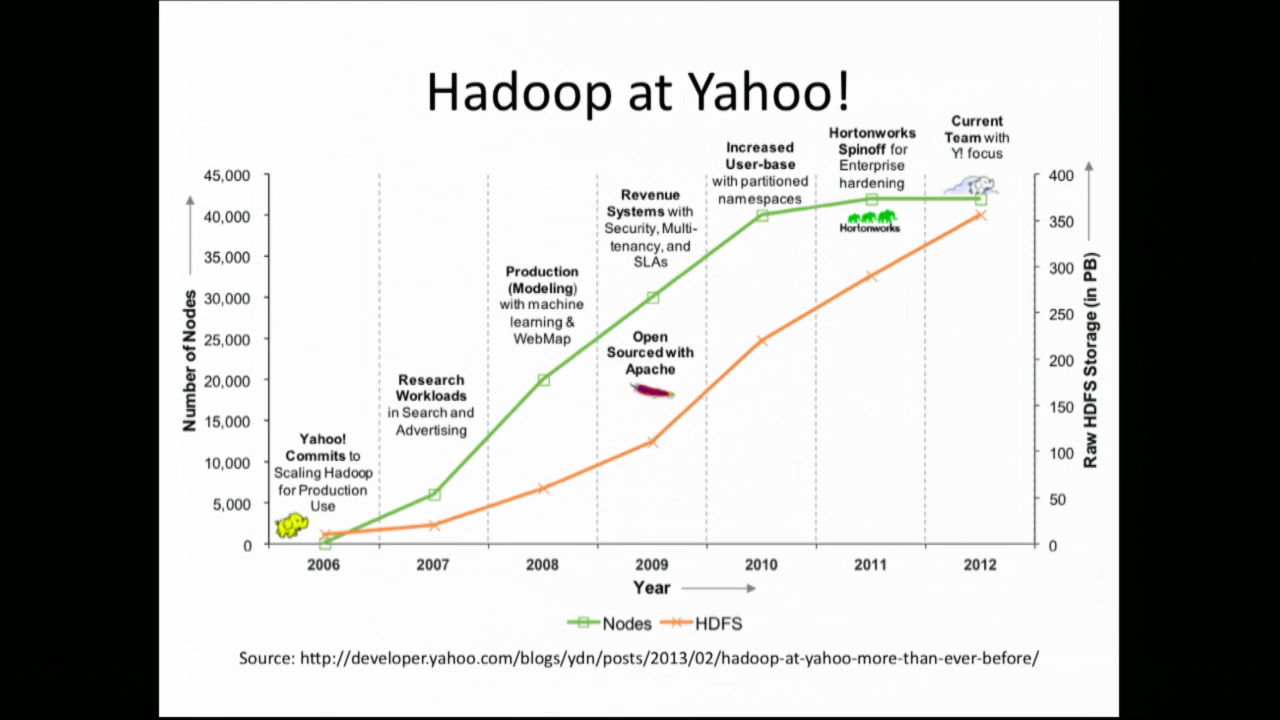 Hadoop at Yahoo!
Current
Team with
Y! focus
Hortonworks
Spinoff for
Enterprise
hardening
Increased
User-base
with partitioned
namespaces
Revenue
Systems with
Security, Multi-
tenancy, and
SLAs
Production
(Modeling)
with machine
learning &
WebMap
Open
Sourced with
Apache
Research
Workloads
in Search and
Advertising
Yahoo!
Commits to
Scaling Hadoop
for Production
Use
Hortonworks
Number of Nodes
45,000
40,000
35,000
30,000
25,000
20,000
15,000
10,000
5,000
0
400
350
300
250
200
150
100
50
0
Raw HDFS Storage (in PB)
2006 2007 2008 2009 2010 2011 2012
Year
Nodes HDFS
Source: http://developer.yahoo.com/blogs/ydn/posts/2013/02/hadoop-at-yahoo-more-than-ever-before/